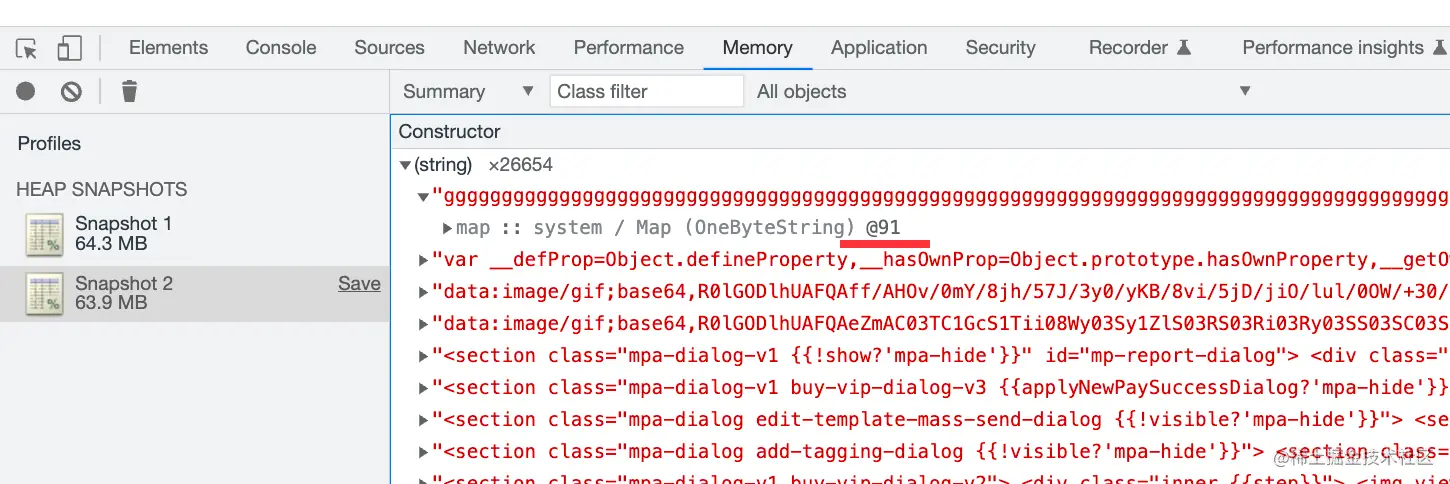 Elements Console Sources Network Performance Memory Application Security Recorder Performance insights
Summary ▼ Class filter All objects ▼
Profiles
HEAP SNAPSHOTS
Snapshot 1
64.3 MB
Snapshot 2
63.9 MB
Save
Constructor
▼(string) ×26654
▶map :: system / Map (OneByteString) @91
▶"var __defProp=Object.defineProperty,__hasOwnProp=Object.prototype.hasOwnProperty,__getO
▶"data:image/gif;base64,R0lGODlhUAFQAff/AHOv/0mY/8jh/57J/3y0/yKB/8vi/5jD/jiO/lul/0OW/+30/
▶"data:image/gif;base64,R0lGODlhUAFQAeZmAC03TC1GcS1Tii08Wy03Sy1ZlS03RS03Ri03Ry03SS03SC03S
▶"<section class="mpa-dialog-v1 {{!show?'mpa-hide'}}" id="mp-report-dialog"> <div class="
▶"<section class="mpa-dialog-v1 buy-vip-dialog-v3 {{applyNewPaySuccessDialog?'mpa-hide'}}
▶"<section class="mpa-dialog edit-template-mass-send-dialog {{!visible?'mpa-hide'}}"> <se
▶"<section class="mpa-dialog add-tagging-dialog {{!visible?'mpa-hide'}}"> <section class=
▶"<section class="mpa-dialog-v1 buy-vip-dialog-v2"> <div class="inner {{step}}"> <img vie
@稀土掘金技术社区